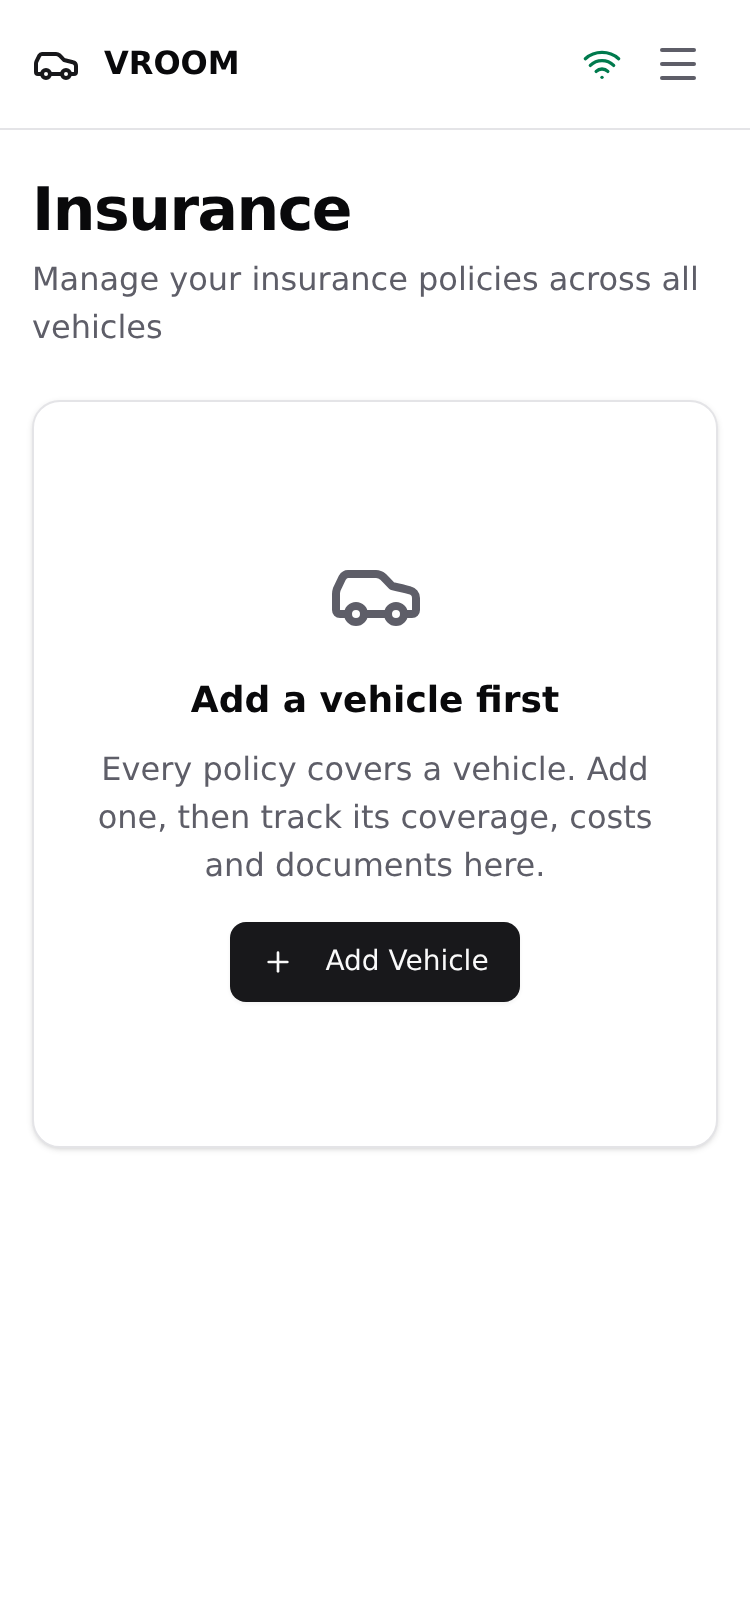 VROOM
Insurance
Manage your insurance policies across all
vehicles
Add a vehicle first
Every policy covers a vehicle. Add
one, then track its coverage, costs
and documents here.
Add Vehicle